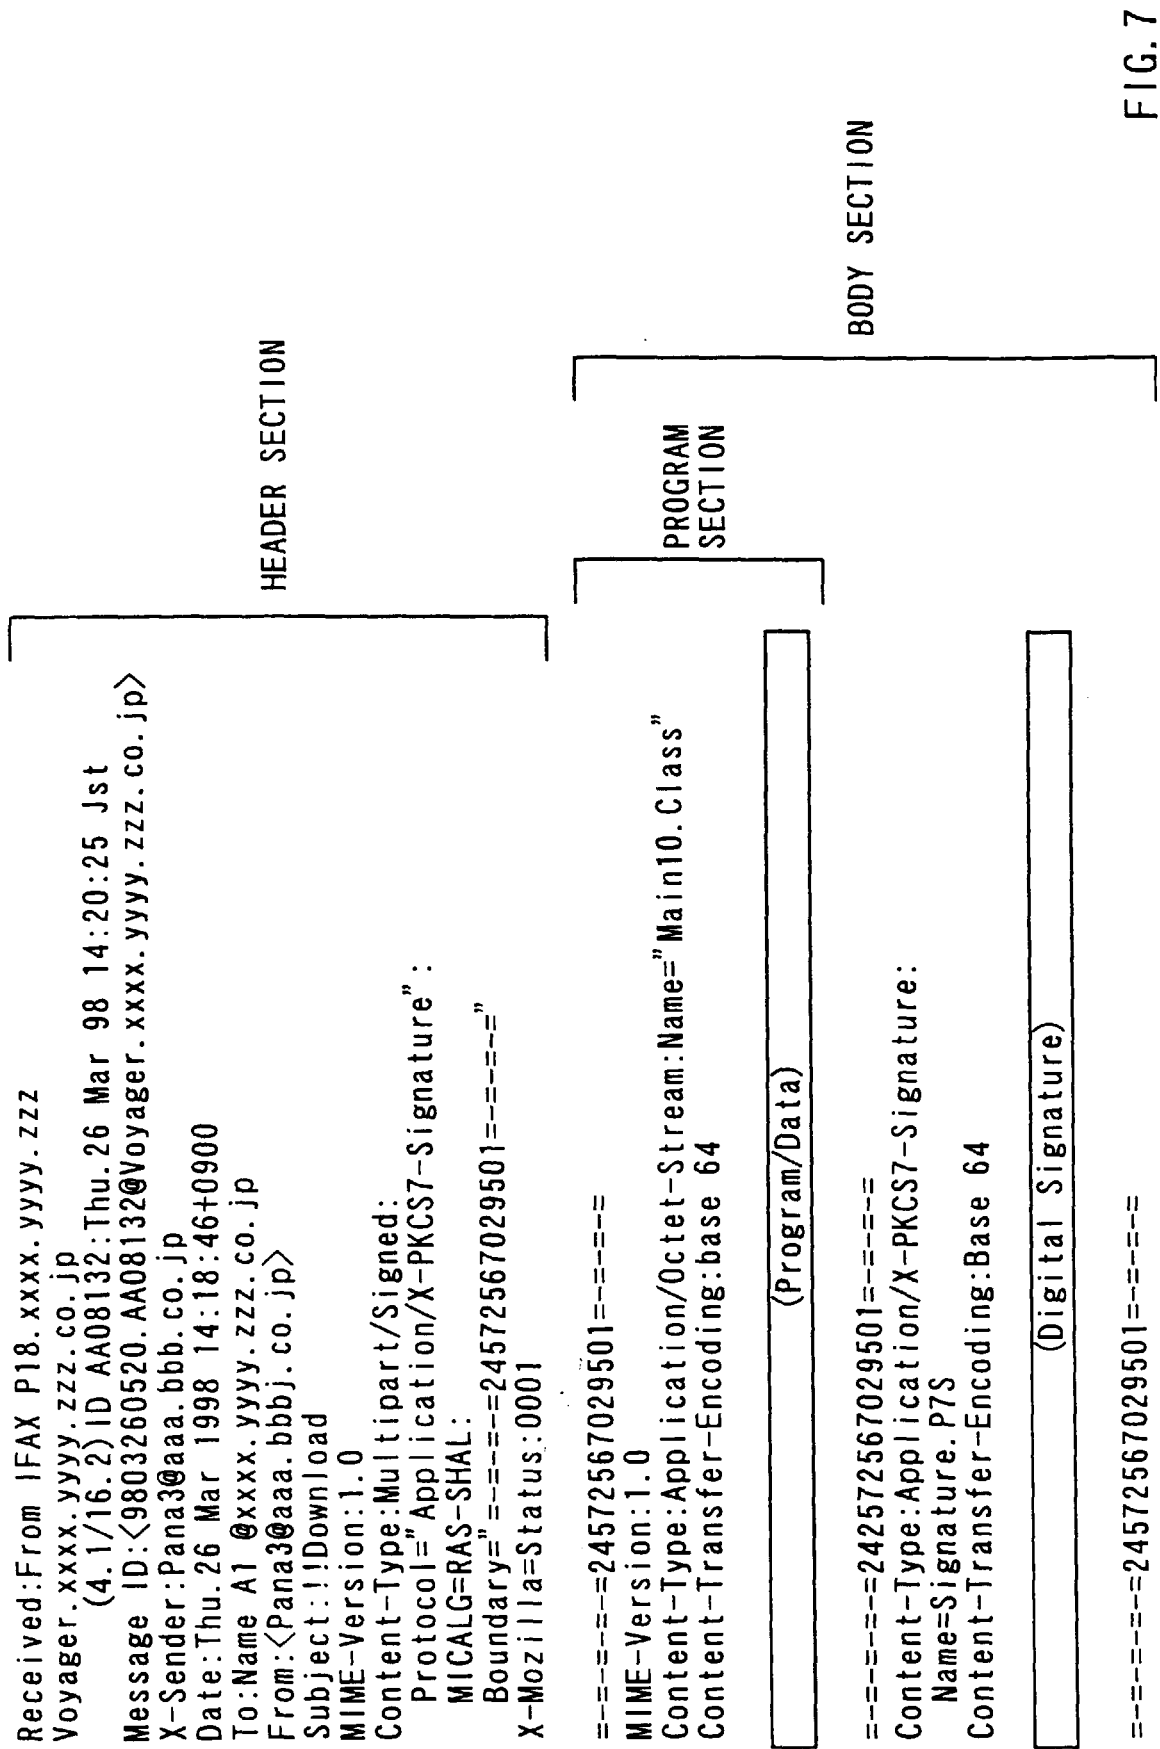 Received:From IFAX P18.xxxx.yyyy.zzz
Voyager.xxxx.yyyy.zzz.co.jp
(4.1/16.2)ID AA08132:Thu.26 Mar 98 14:20:25 Jst
Message ID:<9803260520.AA08132@Voyager.xxxx.yyyy.zzz.co.jp>
X-Sender:Pana3@aaa.bbb.co.jp
Date:Thu.26 Mar 1998 14:18:46+0900
To:Name A1 @xxxx.yyyy.zzz.co.jp
From:<Pana3@aaa.bbbj.co.jp>
Subject:!!Download
MIME-Version:1.0
Content-Type:Multipart/Signed:
Protocol="Application/X-PKCS7-Signature":
MICALG=RAS-SHAL:
Boundary="=-=-=-=-=2457256702950​1=-=-=-=-="
X-Mozilla=Status:0001
HEADER SECTION
=-=-=-=-=24572567029501=-=-=-=-=
MIME-Version:1.0
Content-Type:Application/Octet-Stream:Name="Main10.Class"
Content-Transfer-Encoding:base 64
(Program/Data)
PROGRAM
SECTION
=-=-=-=-=242572567029501=-=-=-=-=
Content-Type:Application/X-PKCS7-Signature:
Name=Signature.P7S
Content-Transfer-Encoding:Base 64
(Digital Signature)
=-=-=-=-=24572567029501=-=-=-=-=
BODY SECTION
FIG. 7